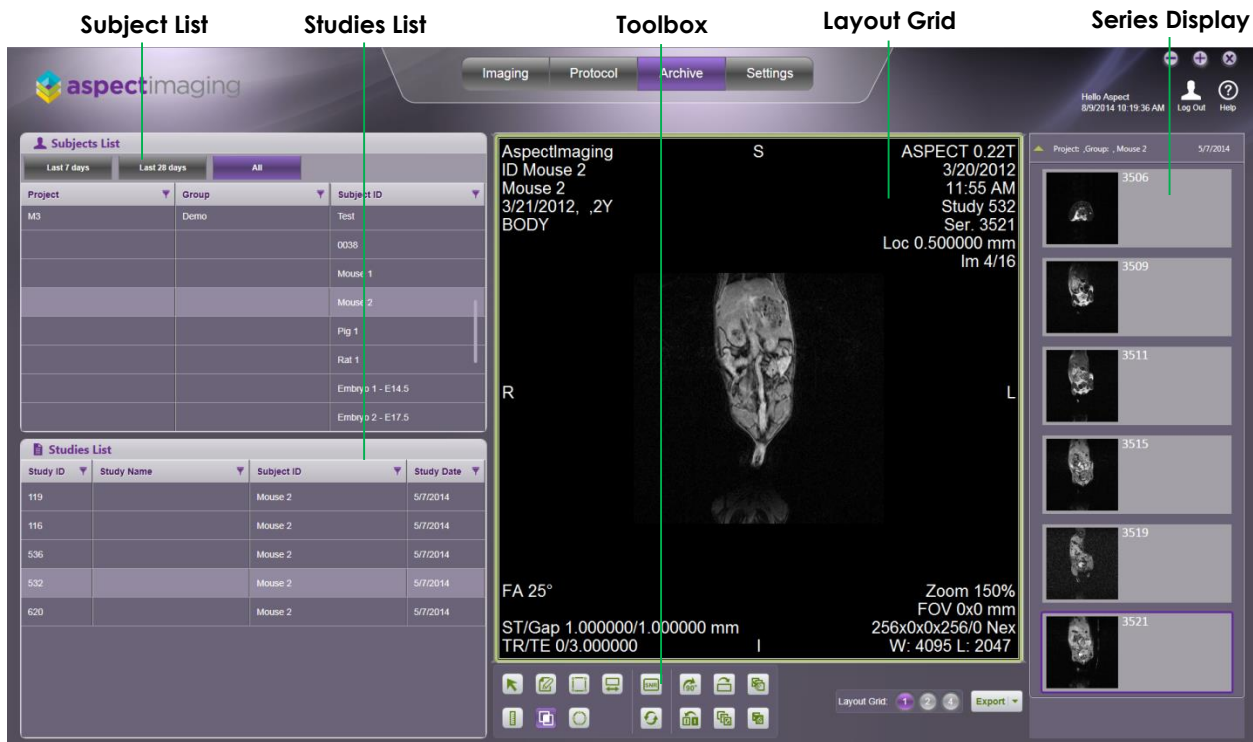 Subject List
Studies List
Toolbox
Layout Grid
Series Display
aspectimaging
Imaging
Protocol
Archive
Settings
Hello Aspect
8/9/2014 10:19:36 AM
Log Out
Help
Subjects List
Last 7 days
Last 28 days
All
Project
Group
Subject ID
M3
Demo
Test
0038
Mouse 1
Mouse 2
Pig 1
Rat 1
Embryo 1 - E14.5
Embryo 2 - E17.5
Studies List
Study ID
Study Name
Subject ID
Study Date
119
Mouse 2
5/7/2014
116
Mouse 2
5/7/2014
536
Mouse 2
5/7/2014
532
Mouse 2
5/7/2014
620
Mouse 2
5/7/2014
AspectImaging
ID Mouse 2
Mouse 2
3/21/2012, ,2Y
BODY
S
ASPECT 0.22T
3/20/2012
11:55 AM
Study 532
Ser. 3521
Loc 0.500000 mm
Im 4/16
R
L
FA 25°
ST/Gap 1.000000/1.000000 mm
TR/TE 0/3.000000
I
Zoom 150%
FOV 0x0 mm
256x0x0x256/0 Nex
W: 4095 L: 2047
SNR
90°
Layout Grid:
1
2
4
Export
Project: ,Group: , Mouse 2
5/7/2014
3506
3509
3511
3515
3519
3521